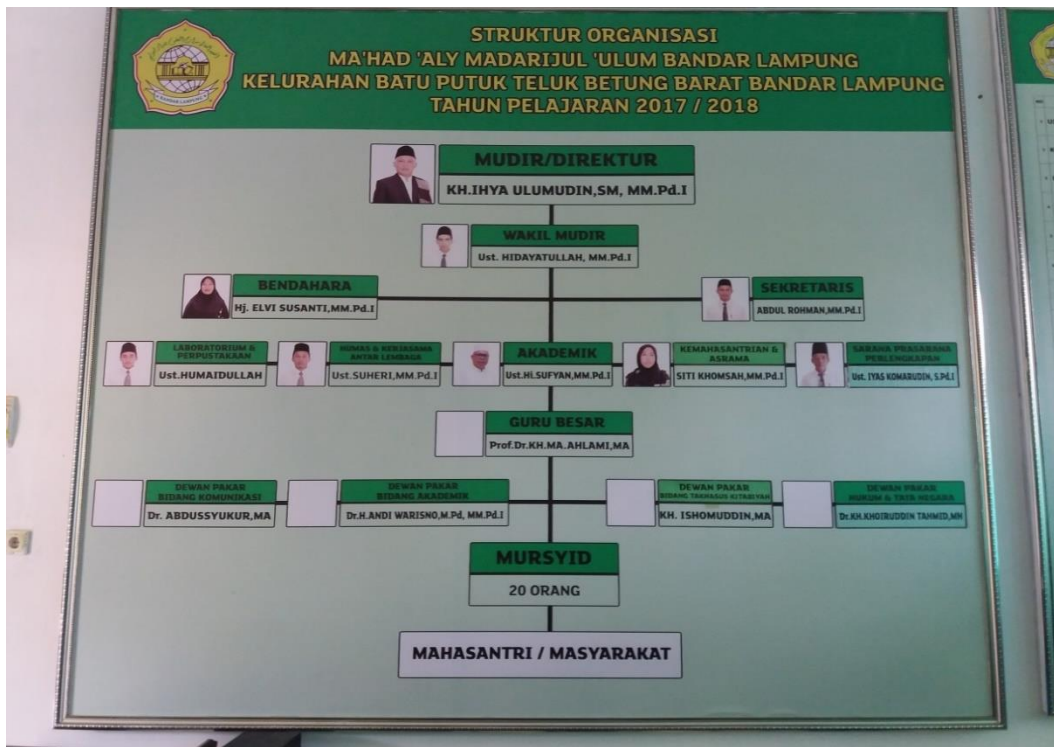 STRUKTUR ORGANISASI
MA'HAD 'ALY MADARIJUL 'ULUM BANDAR LAMPUNG
KELURAHAN BATU PUTUK TELUK BETUNG BARAT BANDAR LAMPUNG
TAHUN PELAJARAN 2017 / 2018
BANDAR LAMPUNG
MUDIR/DIREKTUR
KH.IHYA ULUMUDIN,SM, MM.Pd.I
WAKIL MUDIR
Ust. HIDAYATULLAH, MM.Pd.I
BENDAHARA
Hj. ELVI SUSANTI,MM.Pd.I
SEKRETARIS
ABDUL ROHMAN,MM.Pd.I
LABORATORIUM &
PERPUSTAKAAN
Ust.HUMAIDULLAH
HUMAS & KERJASAMA
ANTAR LEMBAGA
Ust.SUHERI,MM.Pd.I
AKADEMIK
Ust.Hi.SUFYAN,MM.Pd.I
KEMAHASANTRIAN &
ASRAMA
SITI KHOMSAH,MM.Pd.I
SARANA PRASARANA
PERLENGKAPAN
Ust. IYAS KOMARUDIN, S.Pd.I
GURU BESAR
Prof.Dr.KH.MA.AHLAMI,MA
DEWAN PAKAR
BIDANG KOMUNIKASI
Dr. ABDUSSYUKUR,MA
DEWAN PAKAR
BIDANG AKADEMIK
Dr.H.ANDI WARISNO,M.Pd, MM.Pd.I
DEWAN PAKAR
BIDANG TAKHASUS KITABIYAH
KH. ISHOMUDDIN,MA
DEWAN PAKAR
HUKUM & TATA NEGARA
Dr.KH.KHOIRUDDIN TAHMID,MH
MURSYID
20 ORANG
MAHASANTRI / MASYARAKAT